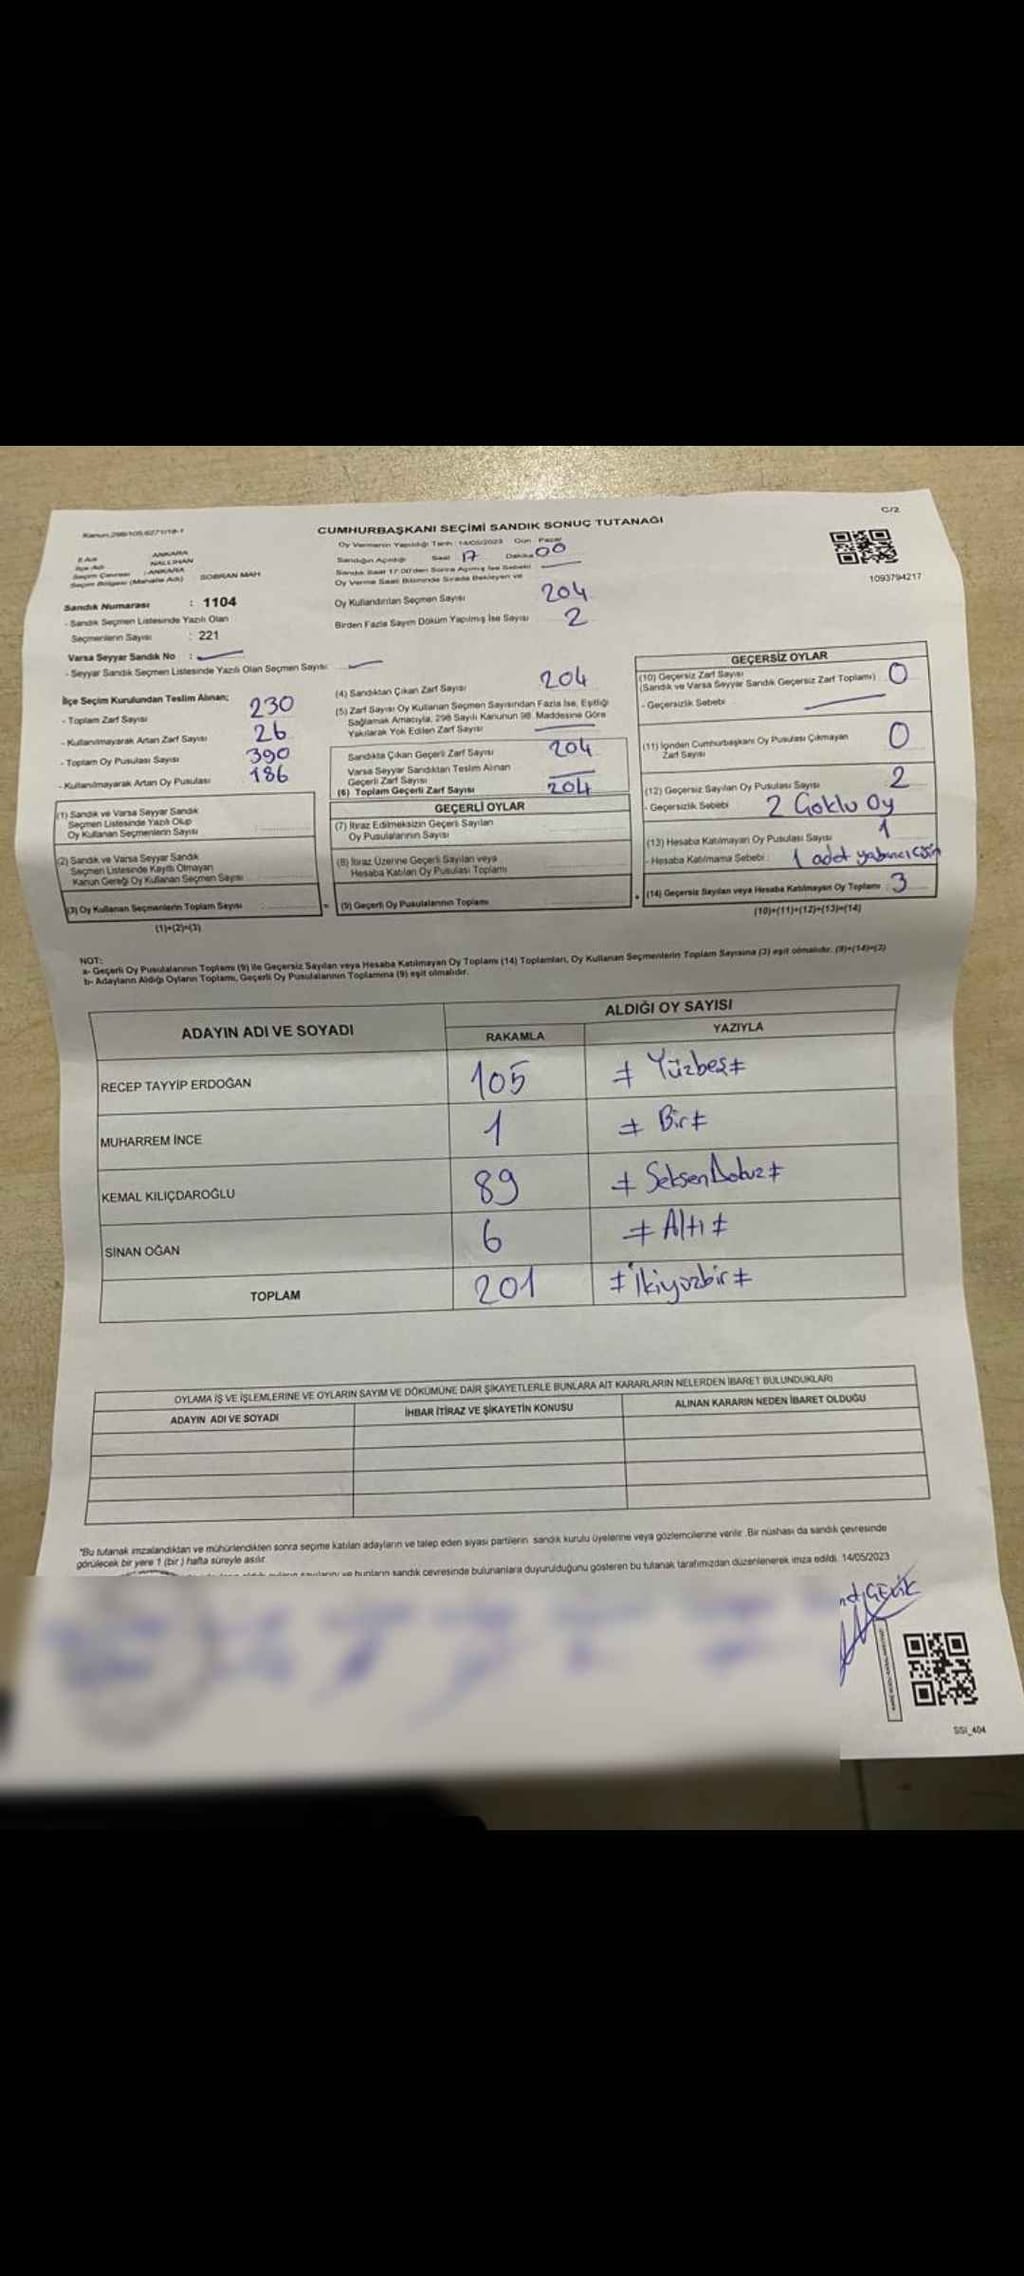 Kanun:298/105,6271/18-1
C/2
CUMHURBAŞKANI SEÇİMİ SANDIK SONUÇ TUTANAĞI
Oy Vermenin Yapıldığı Tarih :14/05/2023 Gün : Pazar
İl Adı : ANKARA
İlçe Adı : NALLIHAN
Seçim Çevresi : ANKARA
Seçim Bölgesi (Mahalle Adı) SOBRAN MAH
Sandığın Açıldığı Saat 17 Dakika 00
Sandık Saat 17.00'den Sonra Açılmış İse Sebebi
Oy Verme Saati Bitiminde Sırada Bekleyen ve
Oy Kullandırılan Seçmen Sayısı 204
Birden Fazla Sayım Döküm Yapılmış İse Sayısı 2
1093794217
Sandık Numarası : 1104
- Sandık Seçmen Listesinde Yazılı Olan
Seçmenlerin Sayısı : 221
Varsa Seyyar Sandık No :
- Seyyar Sandık Seçmen Listesinde Yazılı Olan Seçmen Sayısı:
İlçe Seçim Kurulundan Teslim Alınan;
- Toplam Zarf Sayısı 230
- Kullanılmayarak Artan Zarf Sayısı 26
- Toplam Oy Pusulası Sayısı 390
- Kullanılmayarak Artan Oy Pusulası 186
(4) Sandıktan Çıkan Zarf Sayısı 204
(5) Zarf Sayısı Oy Kullanan Seçmen Sayısından Fazla İse, Eşitliği
Sağlamak Amacıyla, 298 Sayılı Kanunun 98. Maddesine Göre
Yakılarak Yok Edilen Zarf Sayısı
Sandıkta Çıkan Geçerli Zarf Sayısı 204
Varsa Seyyar Sandıktan Teslim Alınan
Geçerli Zarf Sayısı
(6) Toplam Geçerli Zarf Sayısı 204
GEÇERSİZ OYLAR
(10) Geçersiz Zarf Sayısı 0
(Sandık ve Varsa Seyyar Sandık Geçersiz Zarf Toplamı)
- Geçersizlik Sebebi
(11) İçinden Cumhurbaşkanı Oy Pusulası Çıkmayan
Zarf Sayısı 0
(12) Geçersiz Sayılan Oy Pusulası Sayısı 2
- Geçersizlik Sebebi 2 Çoklu Oy
(13) Hesaba Katılmayan Oy Pusulası Sayısı 1
- Hesaba Katılmama Sebebi : 1 adet yabancı
(14) Geçersiz Sayılan veya Hesaba Katılmayan Oy Toplamı : 3
(10)+(11)+(12)+(13)=(14)
(1) Sandık ve Varsa Seyyar Sandık
Seçmen Listesinde Yazılı Olup
Oy Kullanan Seçmenlerin Sayısı :
(2) Sandık ve Varsa Seyyar Sandık
Seçmen Listesinde Kayıtlı Olmayan
Kanun Gereği Oy Kullanan Seçmen Sayısı
(3) Oy Kullanan Seçmenlerin Toplam Sayısı :
(1)+(2)=(3)
=
GEÇERLİ OYLAR
(7) İtiraz Edilmeksizin Geçerli Sayılan
Oy Pusulalarının Sayısı
(8) İtiraz Üzerine Geçerli Sayılan veya
Hesaba Katılan Oy Pusulası Toplamı
(9) Geçerli Oy Pusulalarının Toplamı
+
NOT:
a- Geçerli Oy Pusulalarının Toplamı (9) ile Geçersiz Sayılan veya Hesaba Katılmayan Oy Toplamı (14) Toplamları, Oy Kullanan Seçmenlerin Toplam Sayısına (3) eşit olmalıdır. (9)+(14)=(3)
b- Adayların Aldığı Oyların Toplamı, Geçerli Oy Pusulalarının Toplamına (9) eşit olmalıdır.
ADAYIN ADI VE SOYADI
ALDIĞI OY SAYISI
RAKAMLA YAZIYLA
RECEP TAYYİP ERDOĞAN 105 ≠ Yüzbeş ≠
MUHARREM İNCE 1 ≠ Bir ≠
KEMAL KILIÇDAROĞLU 89 ≠ SeksenDokuz ≠
SİNAN OĞAN 6 ≠ Altı ≠
TOPLAM 201 ≠ İkiyüzbir ≠
OYLAMA İŞ VE İŞLEMLERİNE VE OYLARIN SAYIM VE DÖKÜMÜNE DAİR ŞİKAYETLERLE BUNLARA AİT KARARLARIN NELERDEN İBARET BULUNDUKLARI
ADAYIN ADI VE SOYADI İHBAR İTİRAZ VE ŞİKAYETİN KONUSU ALINAN KARARIN NEDEN İBARET OLDUĞU
"Bu tutanak imzalandıktan ve mühürlendikten sonra seçime katılan adayların ve talep eden siyasi partilerin sandık kurulu üyelerine veya gözlemcilerine verilir. Bir nüshası da sandık çevresinde
görülecek bir yere 1 (bir ) hafta süreyle asılır.
ve bunların sandık çevresinde bulunanlara duyurulduğunu gösteren bu tutanak tarafımızdan düzenlenerek imza edildi. 14/05/2023
SSİ_404